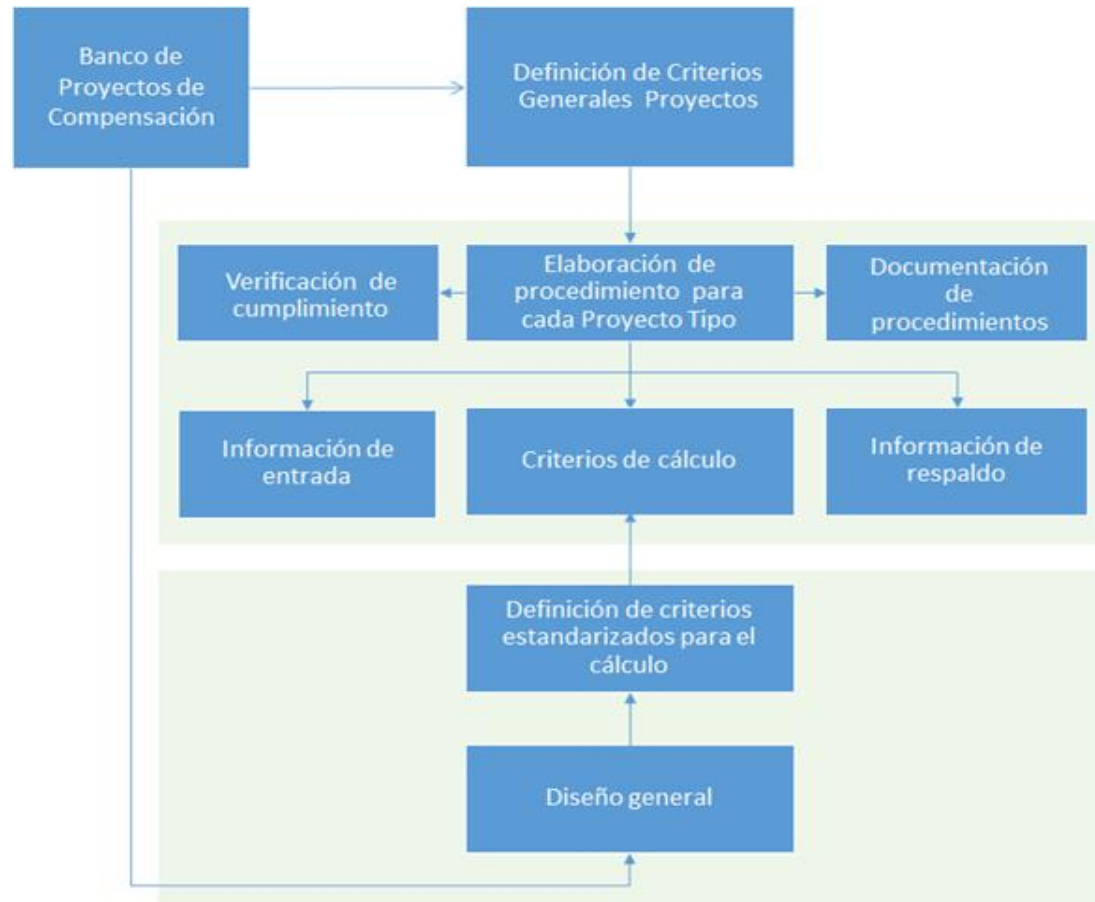 Banco de
Proyectos de
Compensación
Definición de Criterios
Generales Proyectos
Verificación de
cumplimiento
Elaboración de
procedimiento para
cada Proyecto Tipo
Documentación
de
procedimientos
Información de
entrada
Criterios de cálculo
Información de
respaldo
Definición de criterios
estandarizados para el
cálculo
Diseño general